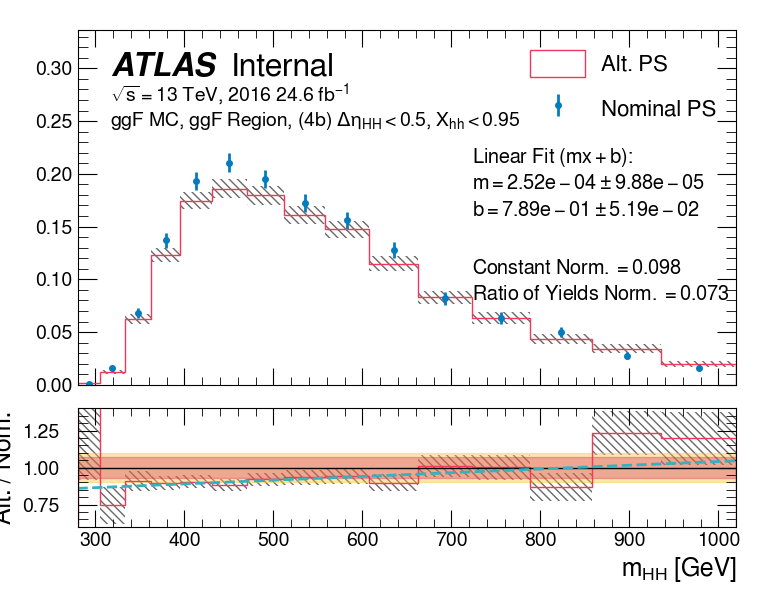 ATLAS Internal
√s = 13 TeV, 2016 24.6 fb⁻¹
ggF MC, ggF Region, (4b) Δη_HH < 0.5, X_hh < 0.95
Alt. PS
Nominal PS
Linear Fit (mx + b):
m = 2.52e − 04 ± 9.88e − 05
b = 7.89e − 01 ± 5.19e − 02
Constant Norm. = 0.098
Ratio of Yields Norm. = 0.073
0.30
0.25
0.20
0.15
0.10
0.05
0.00
Alt. / Nom.
1.25
1.00
0.75
300 400 500 600 700 800 900 1000
m_HH [GeV]